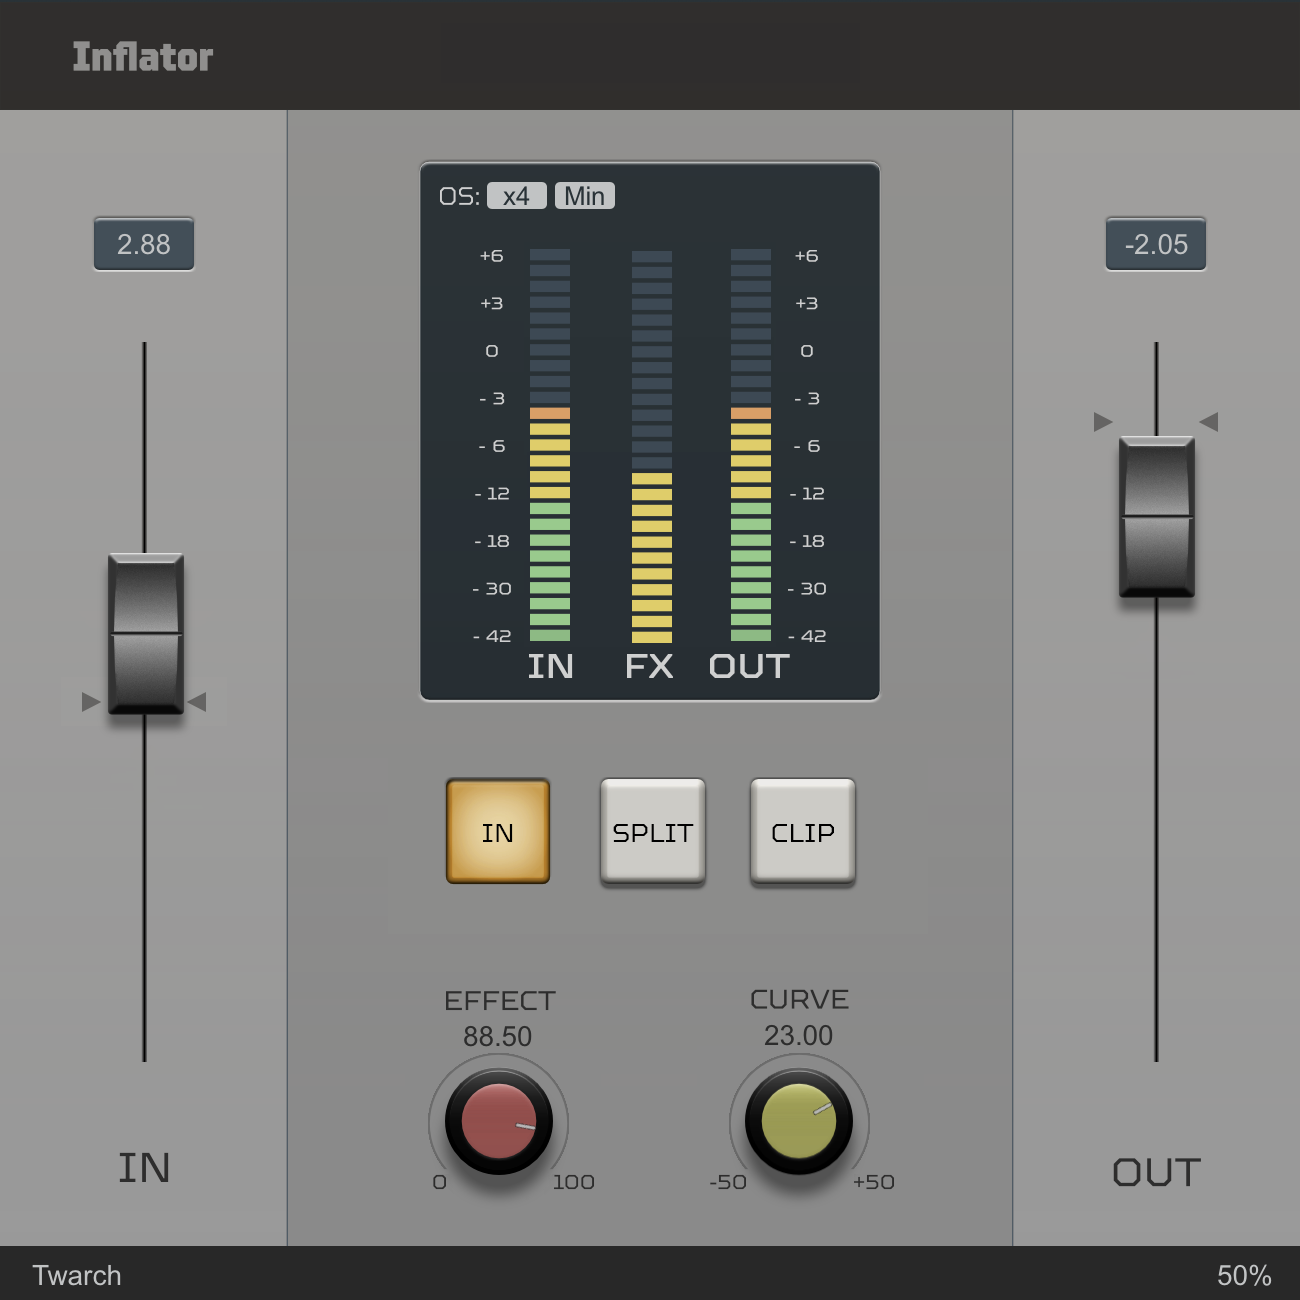 Inflator
OS: x4 Min
2.88
-2.05
+6 +6
+3 +3
0 0
- 3 - 3
- 6 - 6
- 12 - 12
- 18 - 18
- 30 - 30
- 42 - 42
IN FX OUT
IN SPLIT CLIP
EFFECT CURVE
88.50 23.00
0 100 -50 +50
IN OUT
Twarch 50%